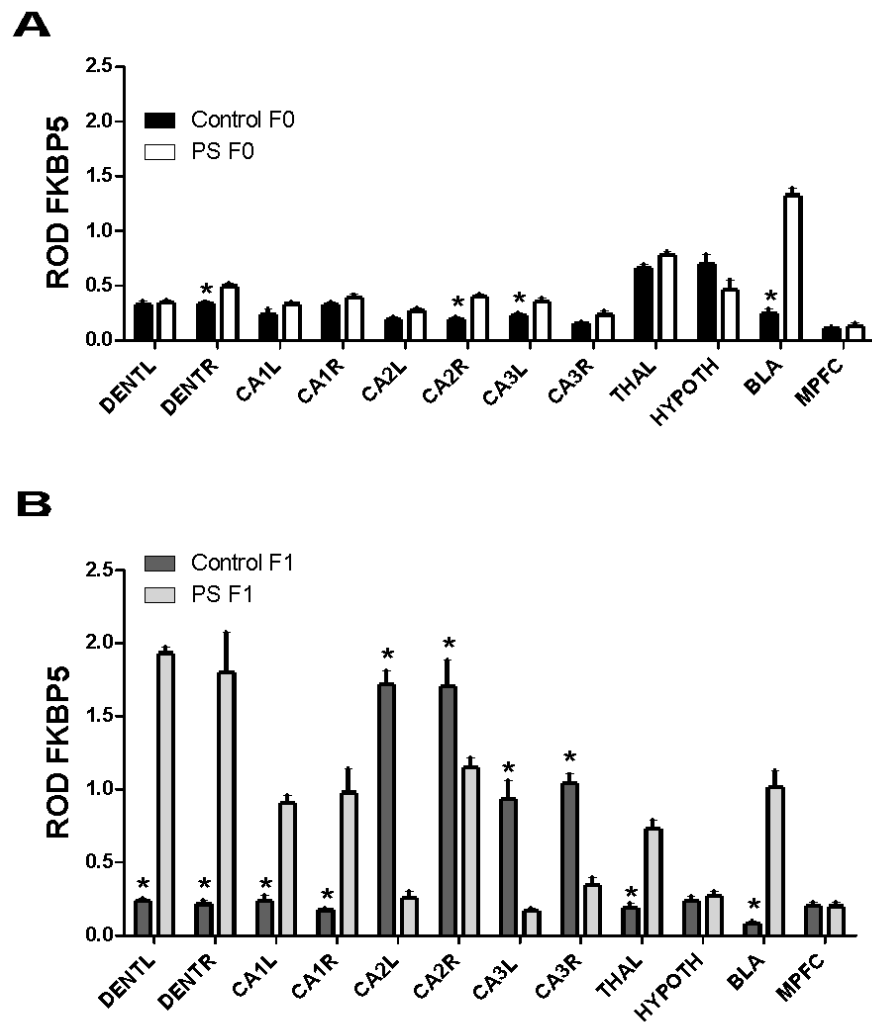 A
ROD FKBP5
2.5
2.0
1.5
1.0
0.5
0.0
Control F0
PS F0
*
*
*
*
DENTL
DENTR
CA1L
CA1R
CA2L
CA2R
CA3L
CA3R
THAL
HYPOTH
BLA
MPFC
B
ROD FKBP5
2.5
2.0
1.5
1.0
0.5
0.0
Control F1
PS F1
*
*
*
*
*
*
*
*
*
*
DENTL
DENTR
CA1L
CA1R
CA2L
CA2R
CA3L
CA3R
THAL
HYPOTH
BLA
MPFC